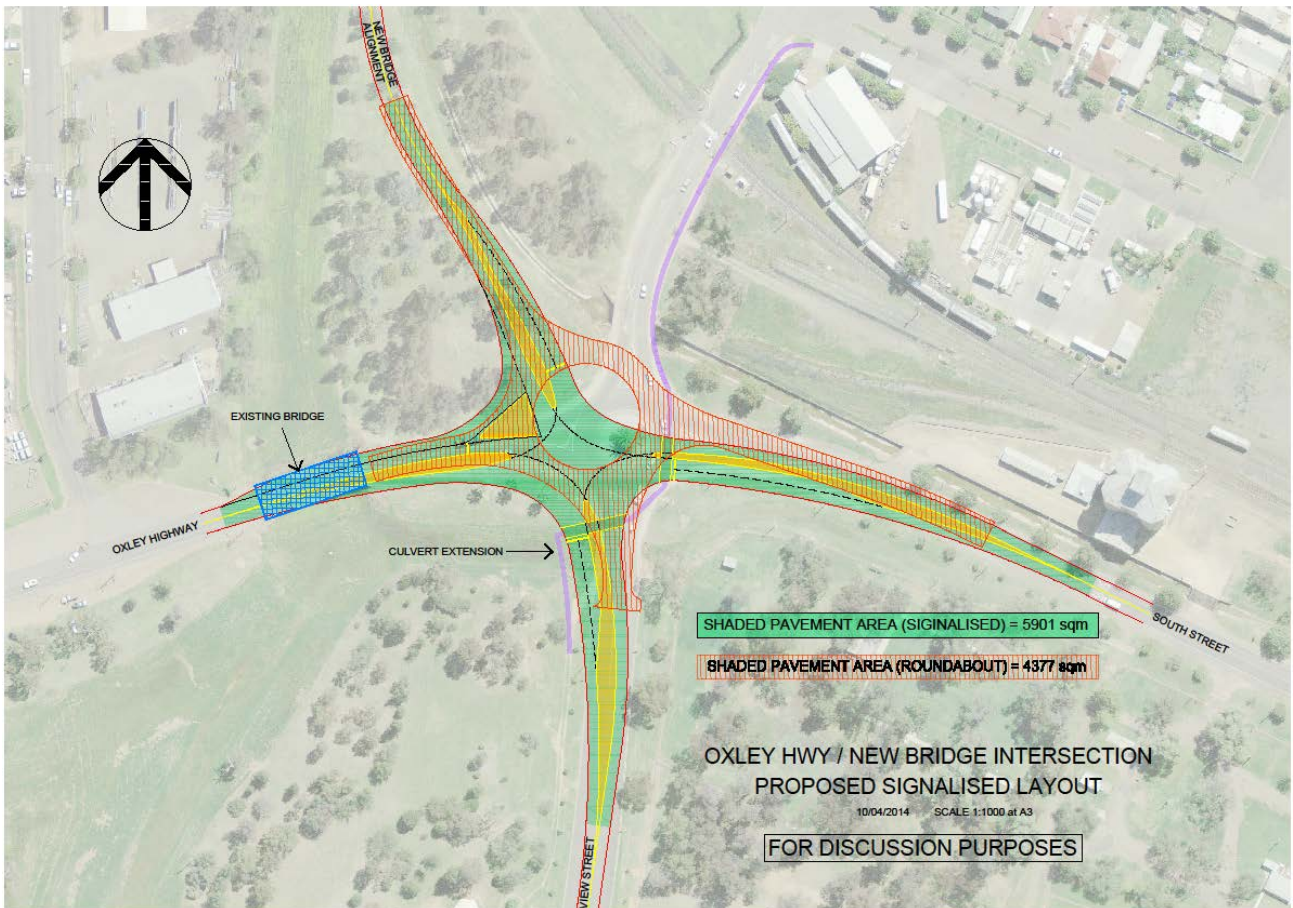 NEW BRIDGE
ALIGNMENT
EXISTING BRIDGE
OXLEY HIGHWAY
CULVERT EXTENSION
SOUTH STREET
VIEW STREET
SHADED PAVEMENT AREA (SIGINALISED) = 5901 sqm
SHADED PAVEMENT AREA (ROUNDABOUT) = 4377 sqm
OXLEY HWY / NEW BRIDGE INTERSECTION
PROPOSED SIGNALISED LAYOUT
10/04/2014 SCALE 1:1000 at A3
FOR DISCUSSION PURPOSES